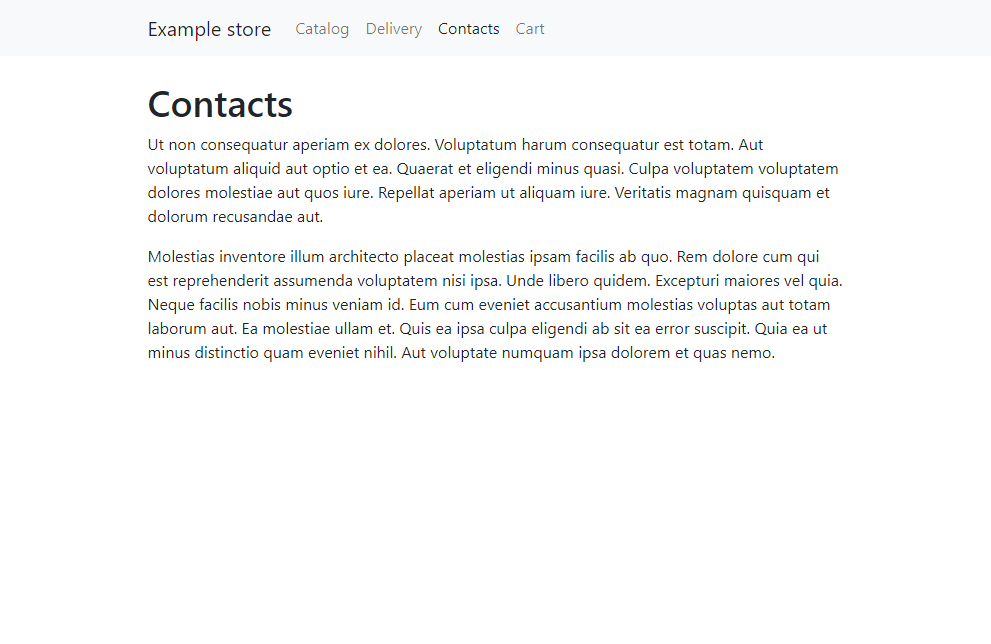 Example store Catalog Delivery Contacts Cart
Contacts
Ut non consequatur aperiam ex dolores. Voluptatum harum consequatur est totam. Aut
voluptatum aliquid aut optio et ea. Quaerat et eligendi minus quasi. Culpa voluptatem voluptatem
dolores molestiae aut quos iure. Repellat aperiam ut aliquam iure. Veritatis magnam quisquam et
dolorum recusandae aut.
Molestias inventore illum architecto placeat molestias ipsam facilis ab quo. Rem dolore cum qui
est reprehenderit assumenda voluptatem nisi ipsa. Unde libero quidem. Excepturi maiores vel quia.
Neque facilis nobis minus veniam id. Eum cum eveniet accusantium molestias voluptas aut totam
laborum aut. Ea molestiae ullam et. Quis ea ipsa culpa eligendi ab sit ea error suscipit. Quia ea ut
minus distinctio quam eveniet nihil. Aut voluptate numquam ipsa dolorem et quas nemo.